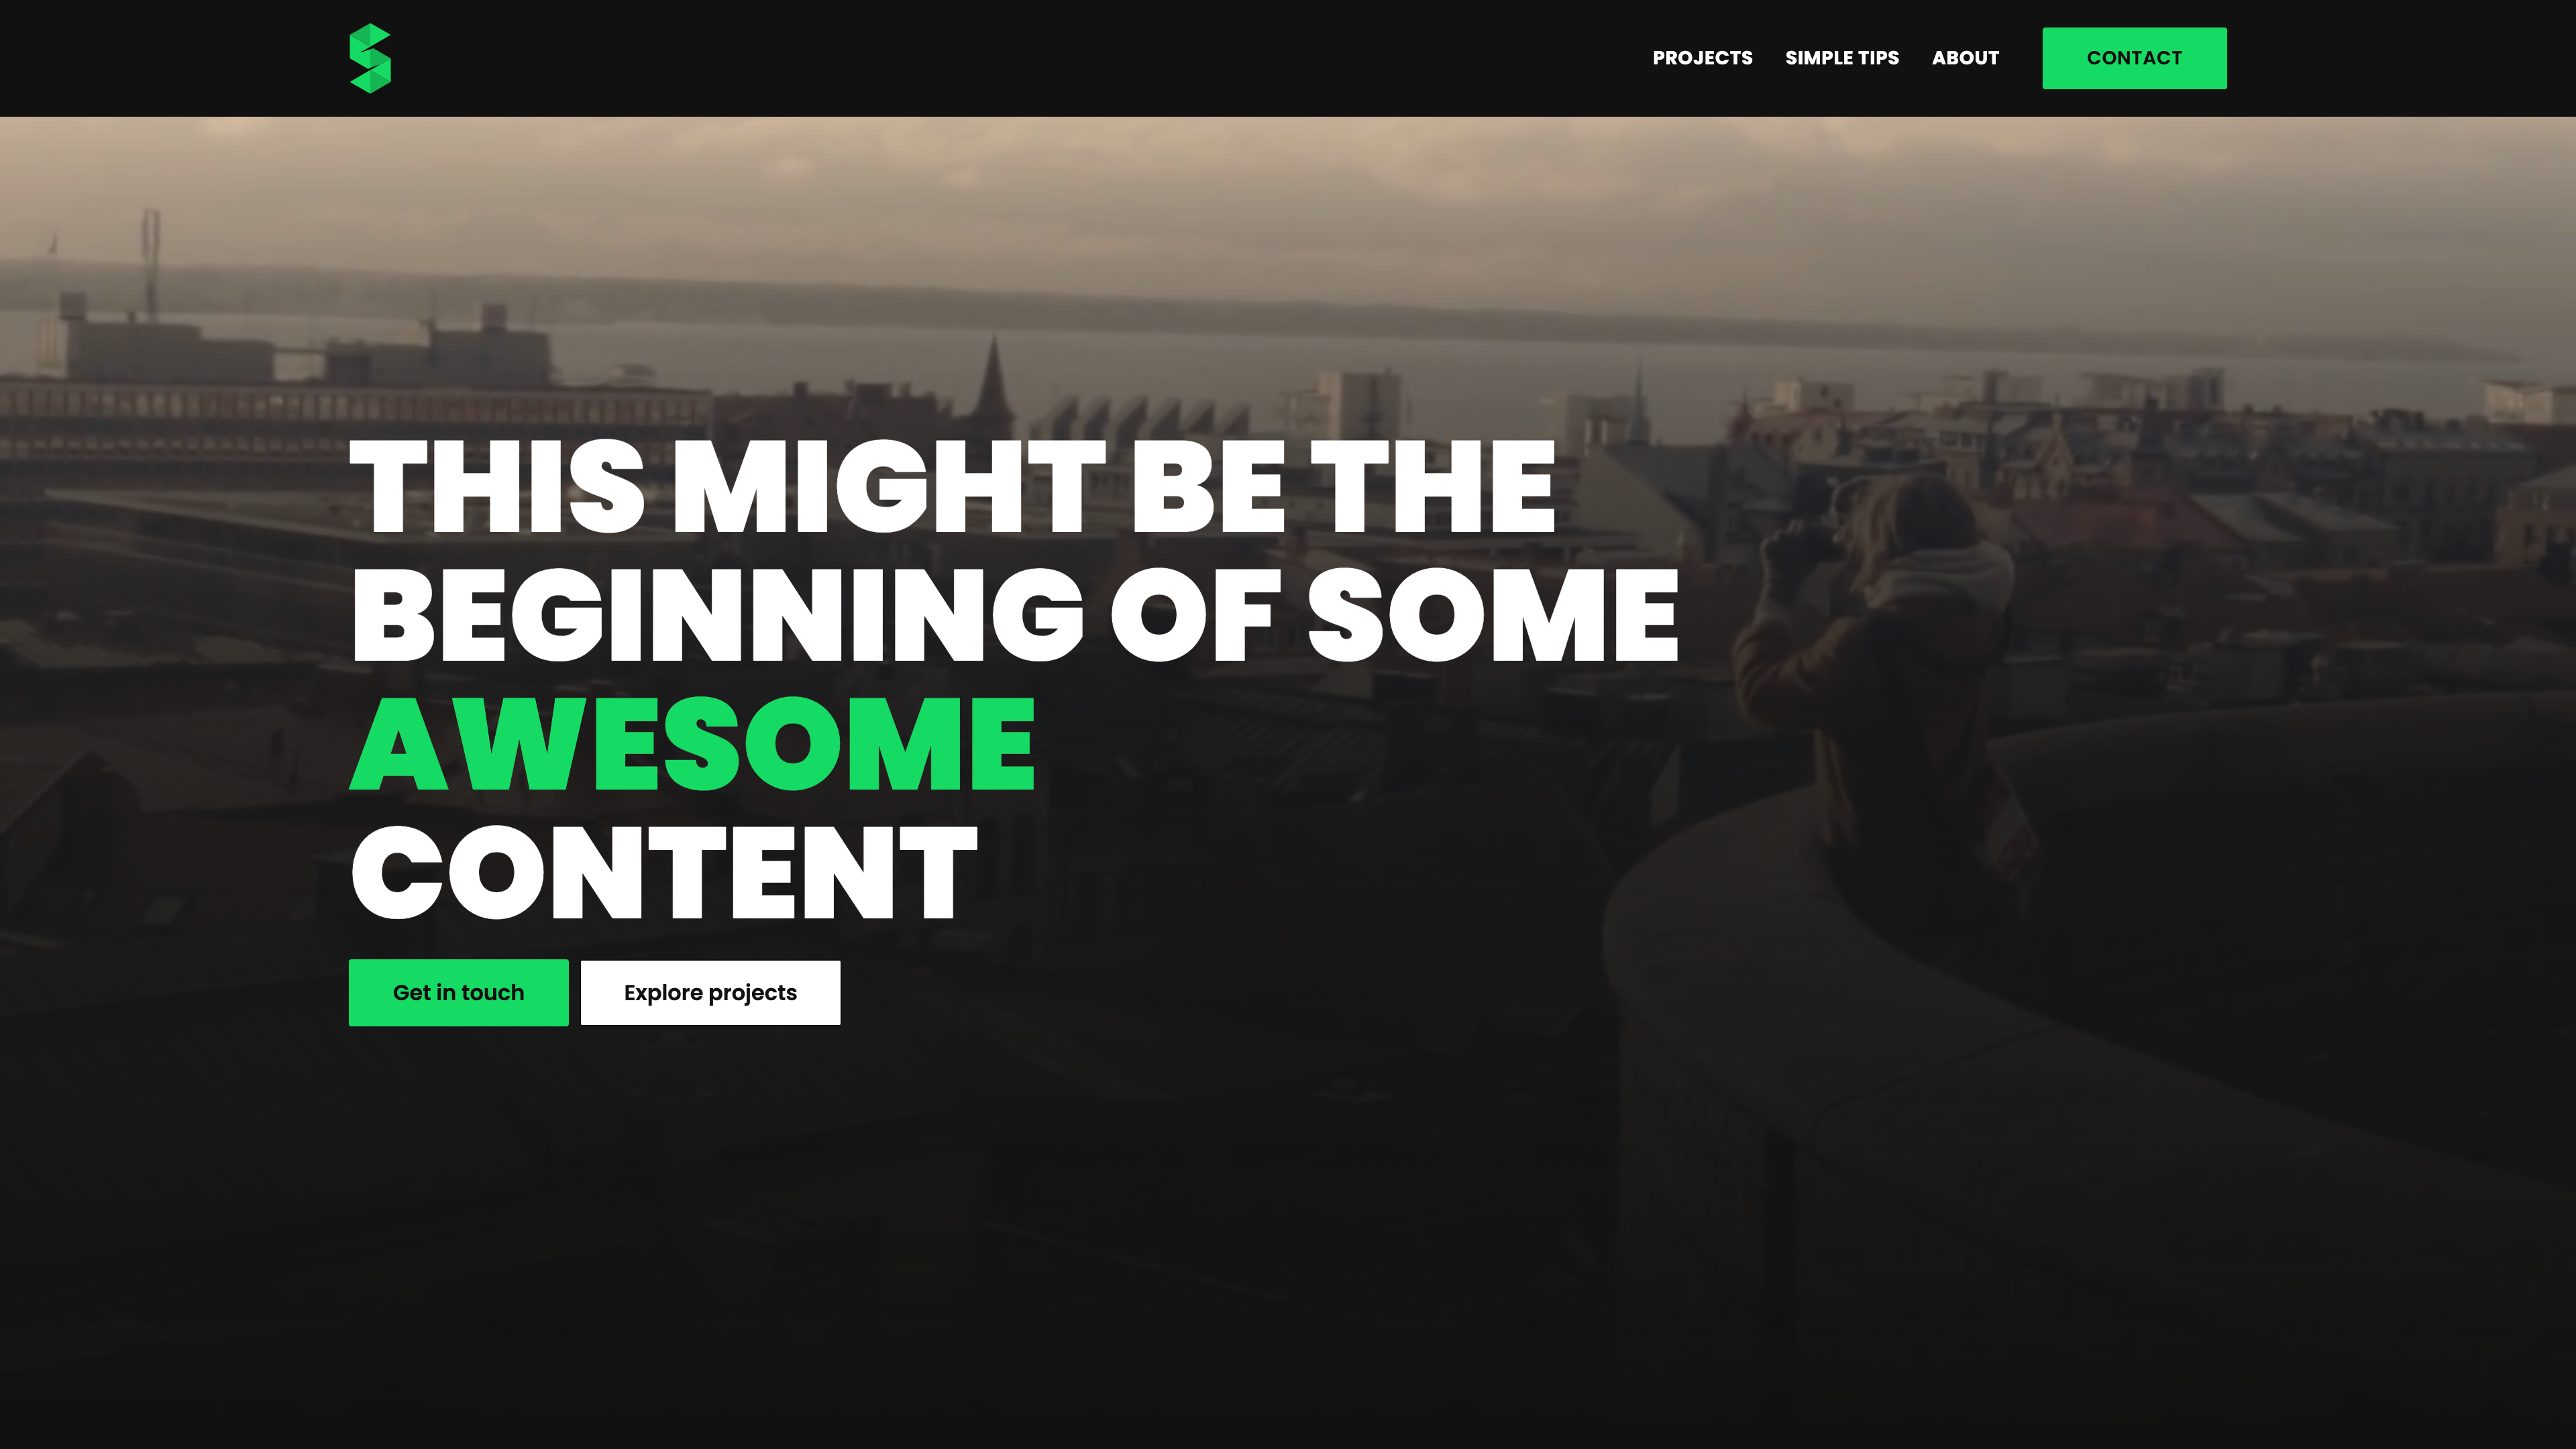 PROJECTS SIMPLE TIPS ABOUT CONTACT
THIS MIGHT BE THE
BEGINNING OF SOME
AWESOME
CONTENT
Get in touch Explore projects